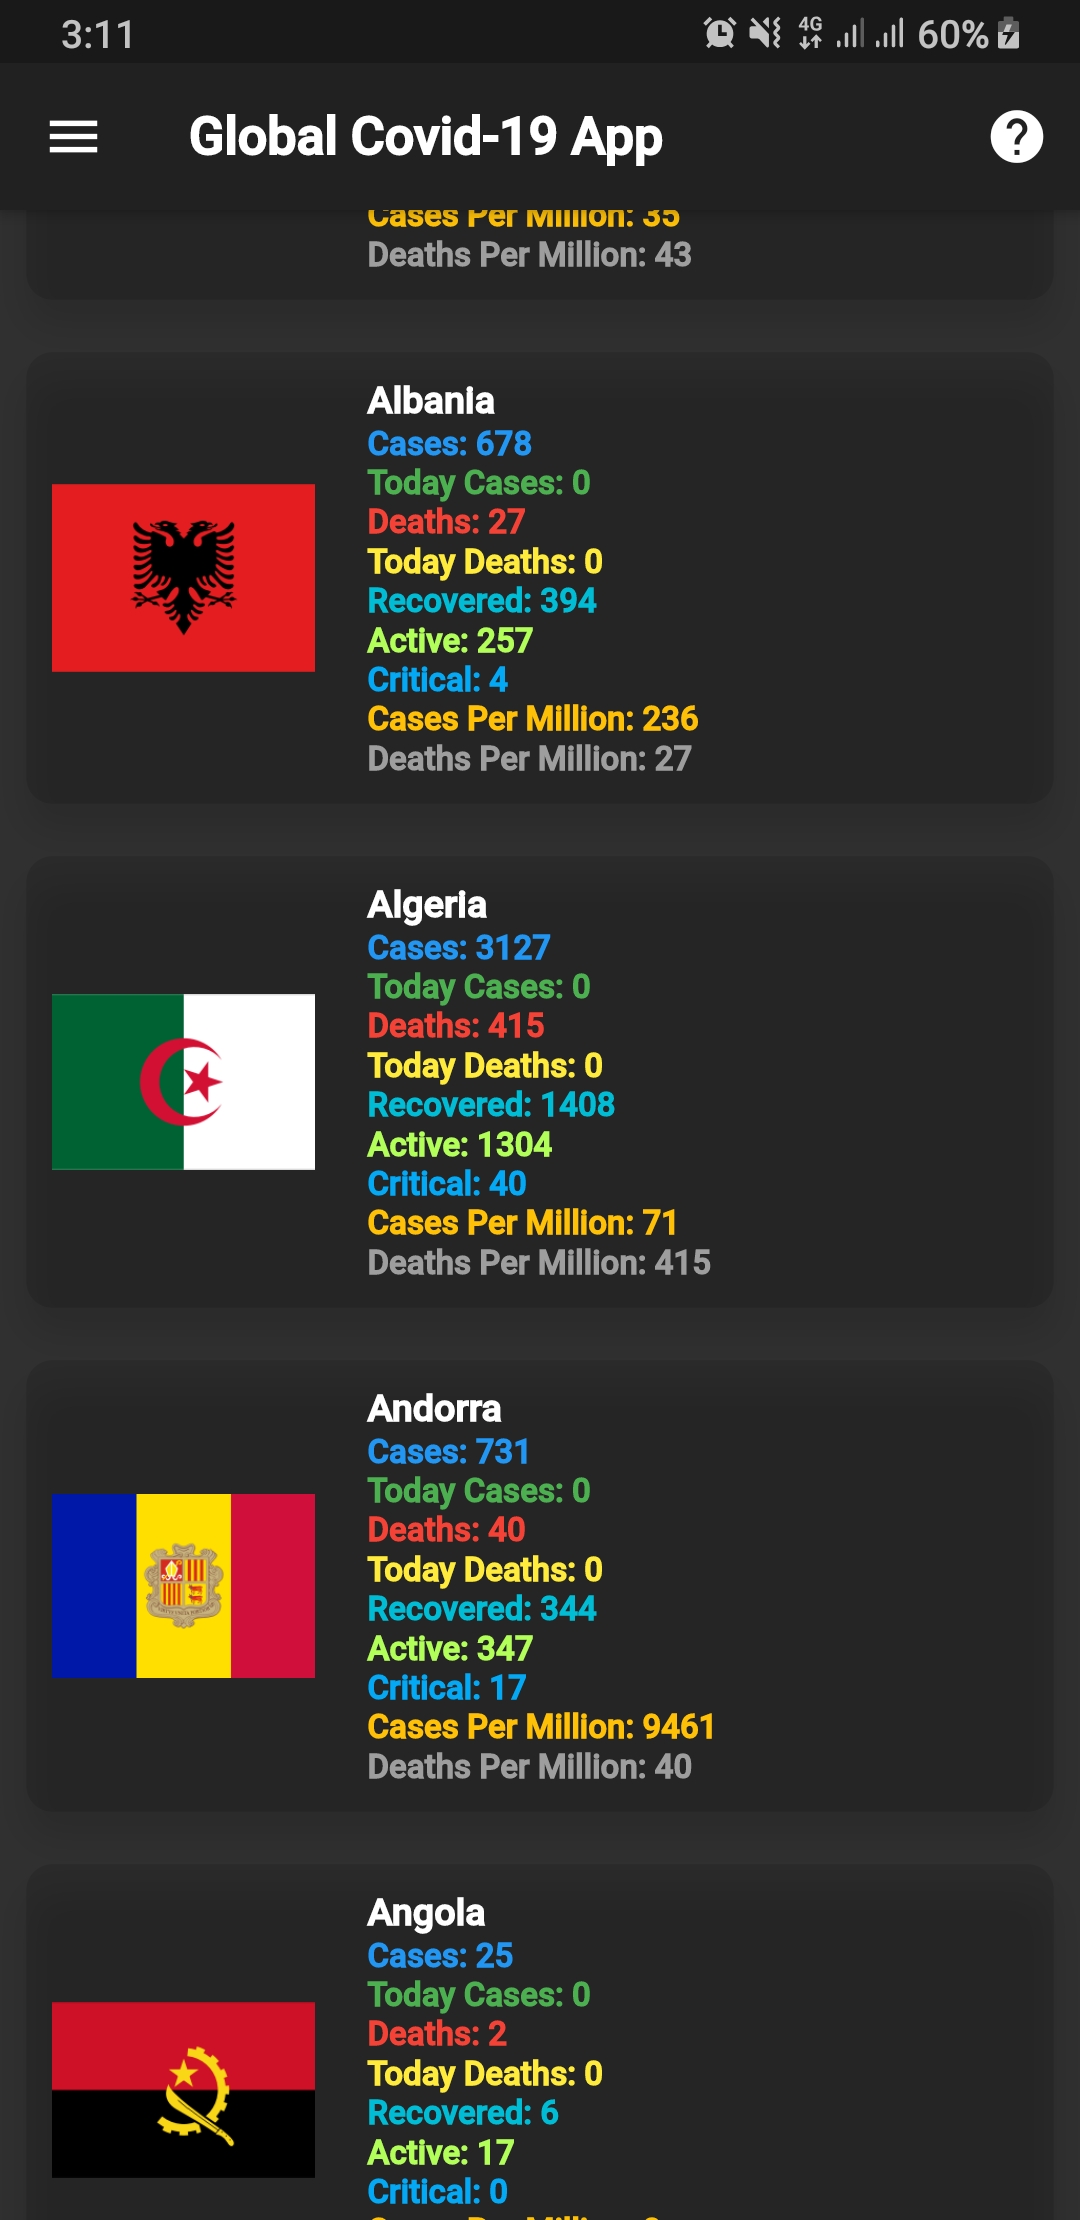 3:11 4G 60%
Global Covid-19 App
Cases Per Million: 35
Deaths Per Million: 43
Albania
Cases: 678
Today Cases: 0
Deaths: 27
Today Deaths: 0
Recovered: 394
Active: 257
Critical: 4
Cases Per Million: 236
Deaths Per Million: 27
Algeria
Cases: 3127
Today Cases: 0
Deaths: 415
Today Deaths: 0
Recovered: 1408
Active: 1304
Critical: 40
Cases Per Million: 71
Deaths Per Million: 415
Andorra
Cases: 731
Today Cases: 0
Deaths: 40
Today Deaths: 0
Recovered: 344
Active: 347
Critical: 17
Cases Per Million: 9461
Deaths Per Million: 40
Angola
Cases: 25
Today Cases: 0
Deaths: 2
Today Deaths: 0
Recovered: 6
Active: 17
Critical: 0